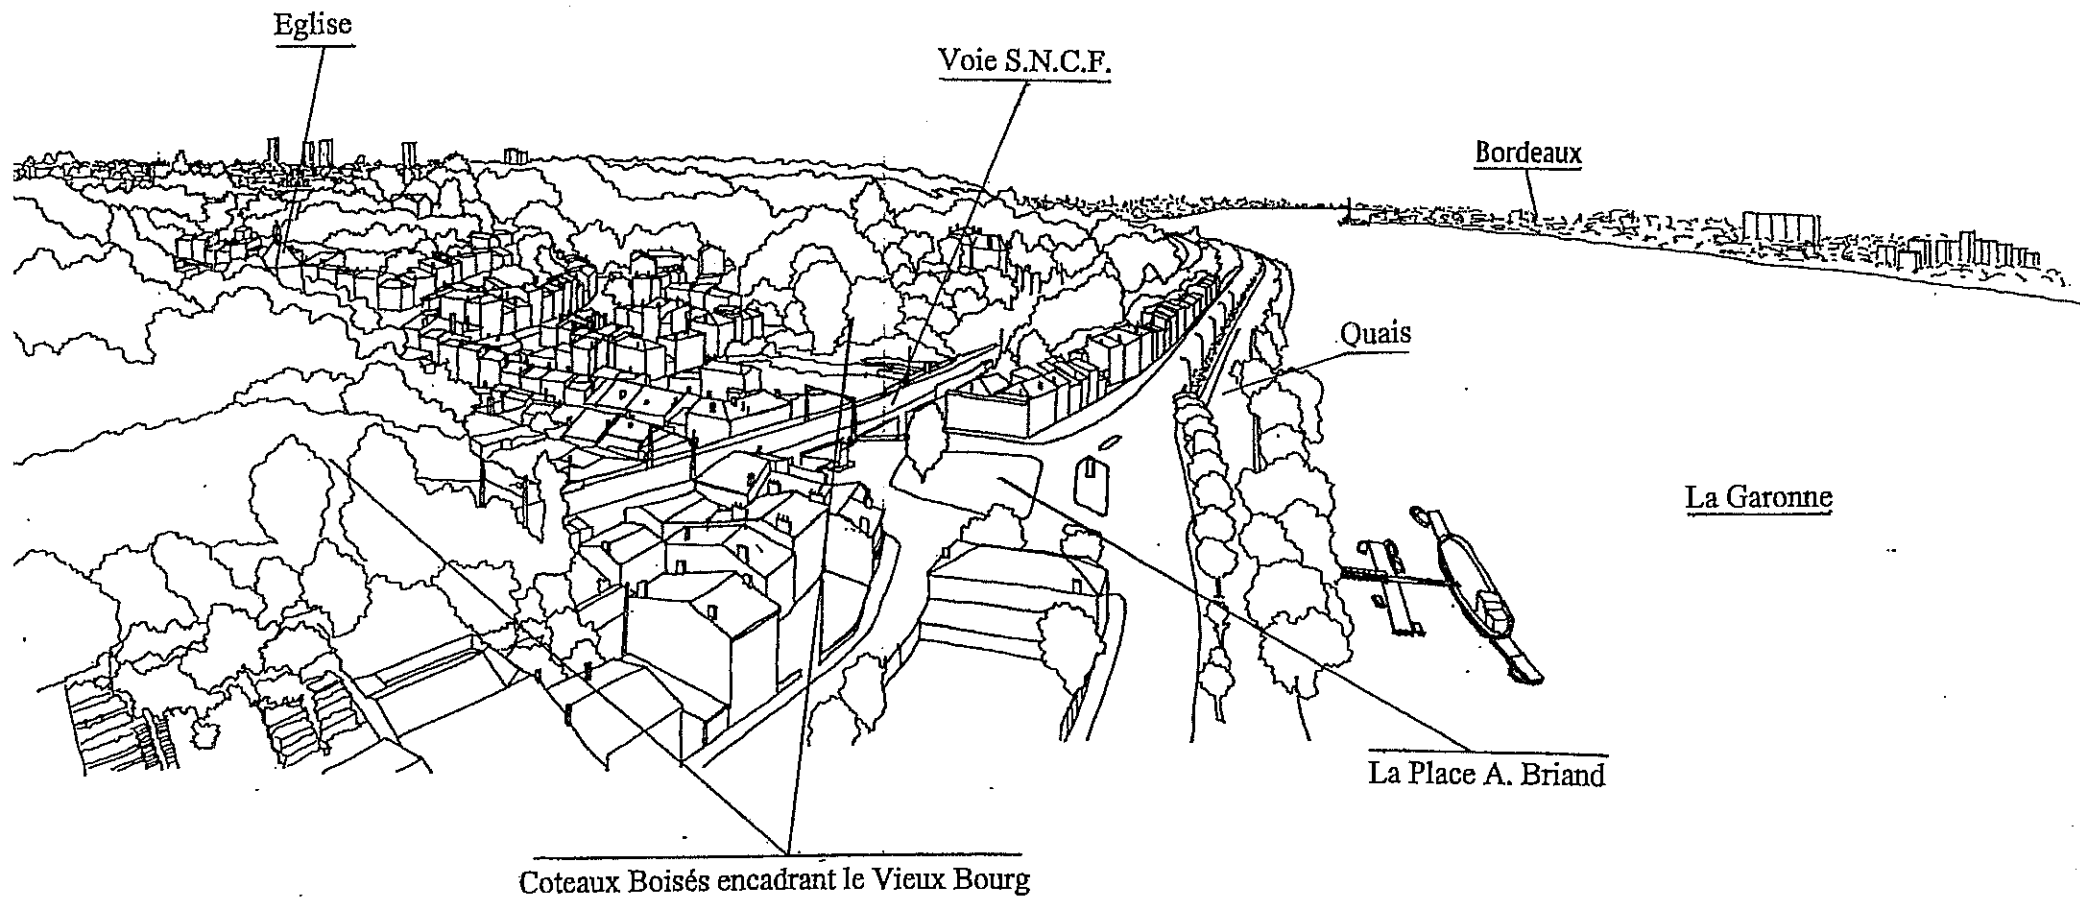 Eglise
Voie S.N.C.F.
Bordeaux
Quais
La Garonne
La Place A. Briand
Coteaux Boisés encadrant le Vieux Bourg